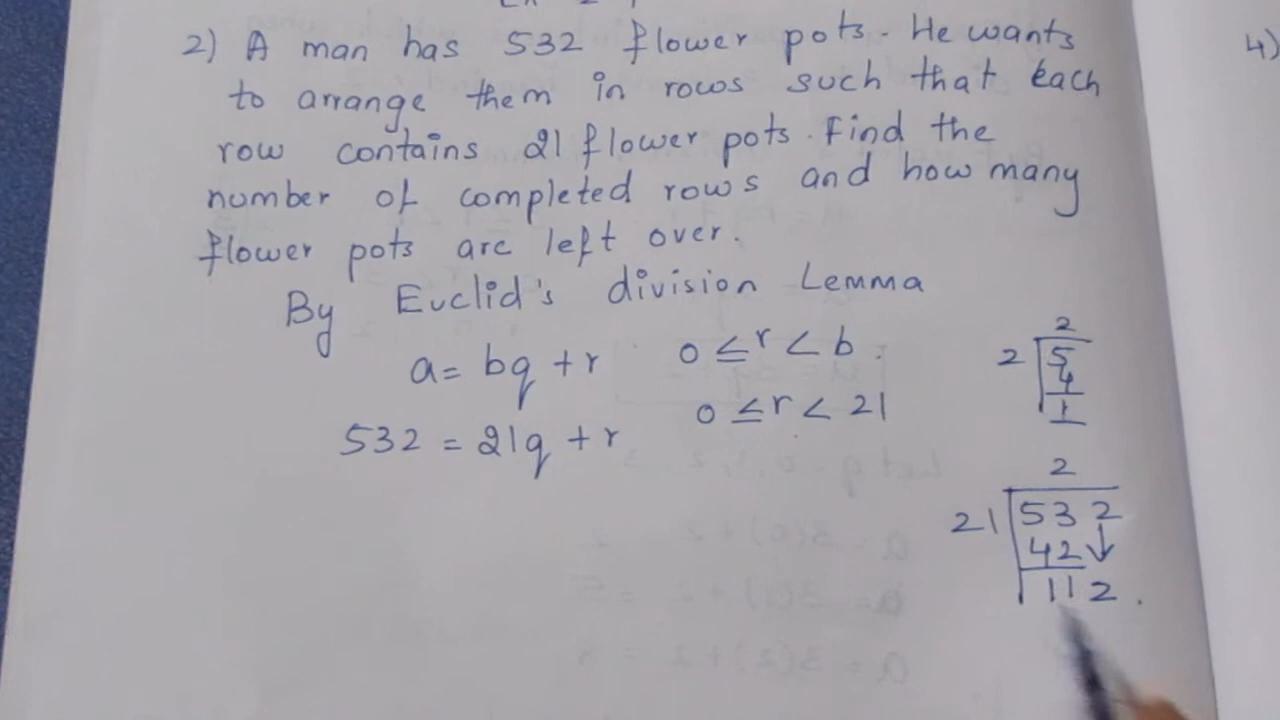 2) A man has 532 flower pots. He wants
to arrange them in rows such that each
row contains 21 flower pots. Find the
number of completed rows and how many
flower pots are left over.
By Euclid's division Lemma
a = bq + r 0 ≤ r < b.
0 ≤ r < 21
532 = 21q + r
2
2 5
4
1
2
21 532
42↓
112.
4)